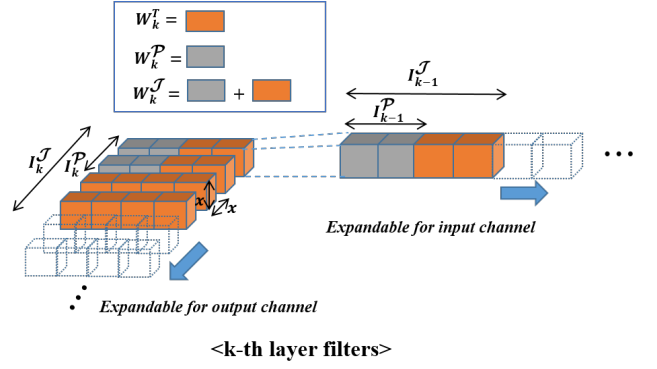 W_k^T =
W_k^𝒫 =
W_k^𝒥 = +
I_{k-1}^𝒥
I_{k-1}^𝒫
I_k^𝒥
I_k^𝒫
x
x
...
Expandable for input channel
...
Expandable for output channel
<k-th layer filters>